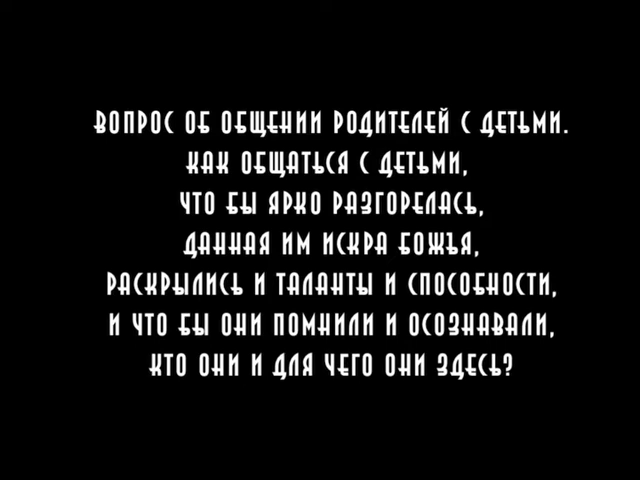 ВОПРОС ОБ ОБЩЕНИИ РОДИТЕЛЕЙ С ДЕТЬМИ.
КАК ОБЩАТЬСЯ С ДЕТЬМИ,
ЧТО БЫ ЯРКО РАЗГОРЕЛАСЬ,
ДАННАЯ ИМ ИСКРА БОЖЪЯ,
РАСКРЫЛИСЬ И ТАЛАНТЫ И СПОСОБНОСТИ,
И ЧТО БЫ ОНИ ПОМНИЛИ И ОСОЗНАВАЛИ,
КТО ОНИ И ДЛЯ ЧЕГО ОНИ ЗДЕСЬ?